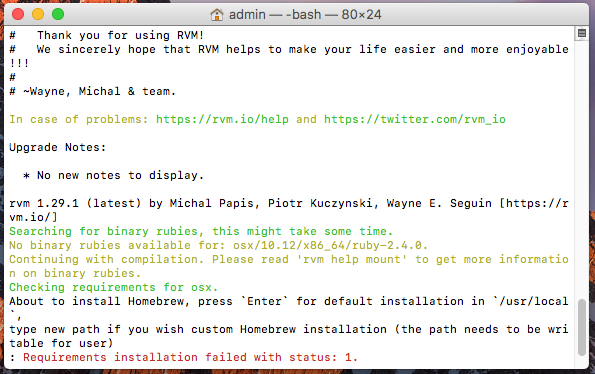 admin — -bash — 80×24
#   Thank you for using RVM!
#   We sincerely hope that RVM helps to make your life easier and more enjoyable
!!!
#
# ~Wayne, Michal & team.
In case of problems: https://rvm.io/help and https://twitter.com/rvm_io
Upgrade Notes:
  * No new notes to display.
rvm 1.29.1 (latest) by Michal Papis, Piotr Kuczynski, Wayne E. Seguin [https://r
vm.io/]
Searching for binary rubies, this might take some time.
No binary rubies available for: osx/10.12/x86_64/ruby-2.4.0.
Continuing with compilation. Please read 'rvm help mount' to get more informatio
n on binary rubies.
Checking requirements for osx.
About to install Homebrew, press `Enter` for default installation in `/usr/local
`,
type new path if you wish custom Homebrew installation (the path needs to be wri
table for user)
: Requirements installation failed with status: 1.